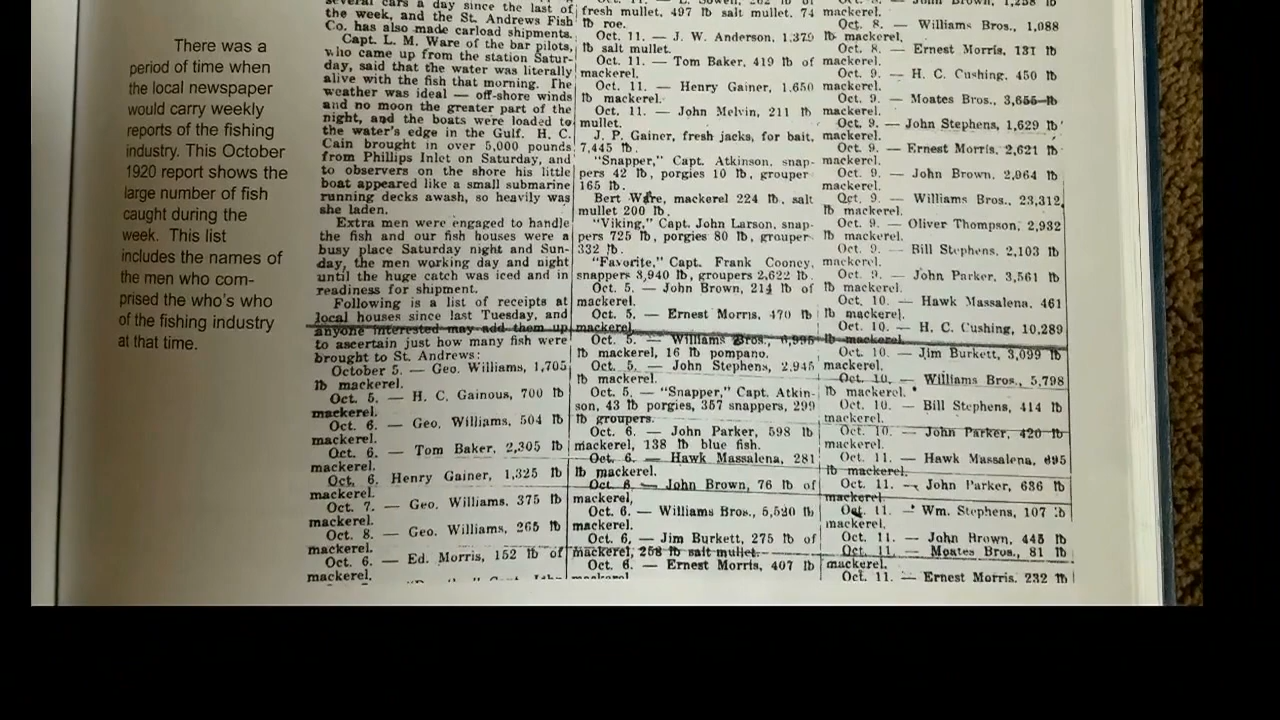 There was a
period of time when
the local newspaper
would carry weekly
reports of the fishing
industry. This October
1920 report shows the
large number of fish
caught during the
week. This list
includes the names of
the men who com-
prised the who's who
of the fishing industry
at that time.
several cars a day since the last of
the week, and the St. Andrews Fish
Co. has also made carload shipments.
Capt. L. M. Ware of the bar pilots,
who came up from the station Satur-
day, said that the water was literally
alive with the fish that morning. The
weather was ideal — off-shore winds
and no moon the greater part of the
night, and the boats were loaded to
the water's edge in the Gulf. H. C.
Cain brought in over 5,000 pounds
from Phillips Inlet on Saturday, and
to observers on the shore his little
boat appeared like a small submarine
running decks awash, so heavily was
she laden.
Extra men were engaged to handle
the fish and our fish houses were a
busy place Saturday night and Sun-
day, the men working day and night
until the huge catch was iced and in
readiness for shipment.
Following is a list of receipts at
local houses since last Tuesday, and
anyone interested may add them up
to ascertain just how many fish were
brought to St. Andrews:
October 5. — Geo. Williams, 1,705
lb mackerel.
Oct. 5. — H. C. Gainous, 700 lb
mackerel.
Oct. 6. — Geo. Williams, 504 lb
mackerel.
Oct. 6. — Tom Baker, 2,305 lb
mackerel.
Oct. 6. Henry Gainer, 1,325 lb
mackerel.
Oct. 7. — Geo. Williams, 375 lb
mackerel.
Oct. 8. — Geo. Williams, 265 lb
mackerel.
Oct. 6. — Ed. Morris, 152 lb of
mackerel.
fresh mullet, 497 lb salt mullet, 74
lb roe.
Oct. 11. — J. W. Anderson, 1,379
lb salt mullet.
Oct. 11. — Tom Baker, 419 lb of
mackerel.
Oct. 11. — Henry Gainer, 1,650
lb mackerel.
Oct. 11. — John Melvin, 211 lb
mullet.
J. P. Gainer, fresh jacks, for bait,
7,445 lb.
"Snapper," Capt. Atkinson, snap-
pers 42 lb, porgies 10 lb, grouper
165 lb.
Bert Ware, mackerel 224 lb, salt
mullet 200 lb.
"Viking," Capt. John Larson, snap-
pers 725 lb, porgies 80 lb, grouper
332 lb.
"Favorite," Capt. Frank Cooney,
snappers 3,940 lb, groupers 2,622 lb.
Oct. 5. — John Brown, 214 lb of
mackerel.
Oct. 5. — Ernest Morris, 470 lb
mackerel.
Oct. 5. — Williams Bros., 6,995
lb mackerel, 16 lb pompano.
Oct. 5. — John Stephens, 2,945
lb mackerel.
Oct. 5. — "Snapper," Capt. Atkin-
son, 43 lb porgies, 357 snappers, 299
lb groupers.
Oct. 6. — John Parker, 598 lb
mackerel, 138 lb blue fish.
Oct. 6. — Hawk Massalena, 281
lb mackerel.
Oct. 6. — John Brown, 76 lb of
mackerel,
Oct. 6. — Williams Bros., 5,520 lb
mackerel.
Oct. 6, — Jim Burkett, 275 lb of
mackerel, 258 lb salt mullet.
Oct. 6. — Ernest Morris, 407 lb
mackerel
mackerel.
Oct. 8. — Williams Bros., 1,088
lb mackerel.
Oct. 8. — Ernest Morris, 131 lb
mackerel.
Oct. 9. — H. C. Cushing, 450 lb
mackerel.
Oct. 9. — Moates Bros., 3,655 lb
mackerel.
Oct. 9. — John Stephens, 1,629 lb
mackerel.
Oct. 9. — Ernest Morris, 2,621 lb
mackerel.
Oct. 9. — John Brown, 2,064 lb
mackerel.
Oct. 9. — Williams Bros., 23,312
lb mackerel.
Oct. 9. — Oliver Thompson, 2,932
lb mackerel.
Oct. 9. — Bill Stephens, 2,103 lb
mackerel.
Oct. 9. — John Parker, 3,561 lb
mackerel.
Oct. 10. — Hawk Massalena, 461
lb mackerel.
Oct. 10. — H. C. Cushing, 10,289
lb mackerel.
Oct. 10. — Jim Burkett, 3,099 lb
mackerel.
Oct. 10. — Williams Bros., 5,798
lb mackerel.
Oct. 10. — Bill Stephens, 414 lb
mackerel.
Oct. 10. — John Parker, 420 lb
mackerel.
Oct. 11. — Hawk Massalena, 695
lb mackerel.
Oct. 11. — John Parker, 636 lb
mackerel.
Oct. 11. — Wm. Stephens, 107 lb
mackerel.
Oct. 11. — John Brown, 445 lb
Oct. 11. — Moates Bros., 81 lb
mackerel.
Oct. 11. — Ernest Morris, 232 lb